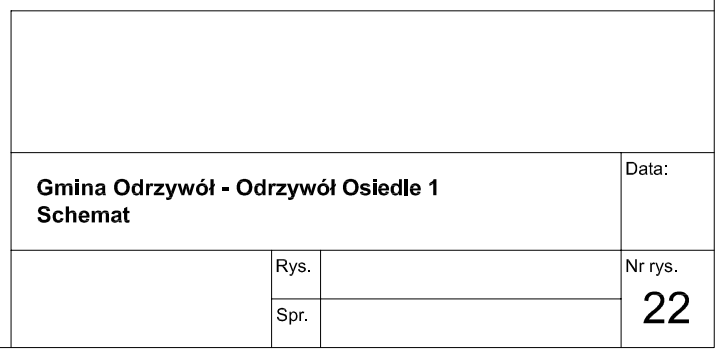 Gmina Odrzywół - Odrzywół Osiedle 1
Schemat
Data:
Rys.
Spr.
Nr rys.
22